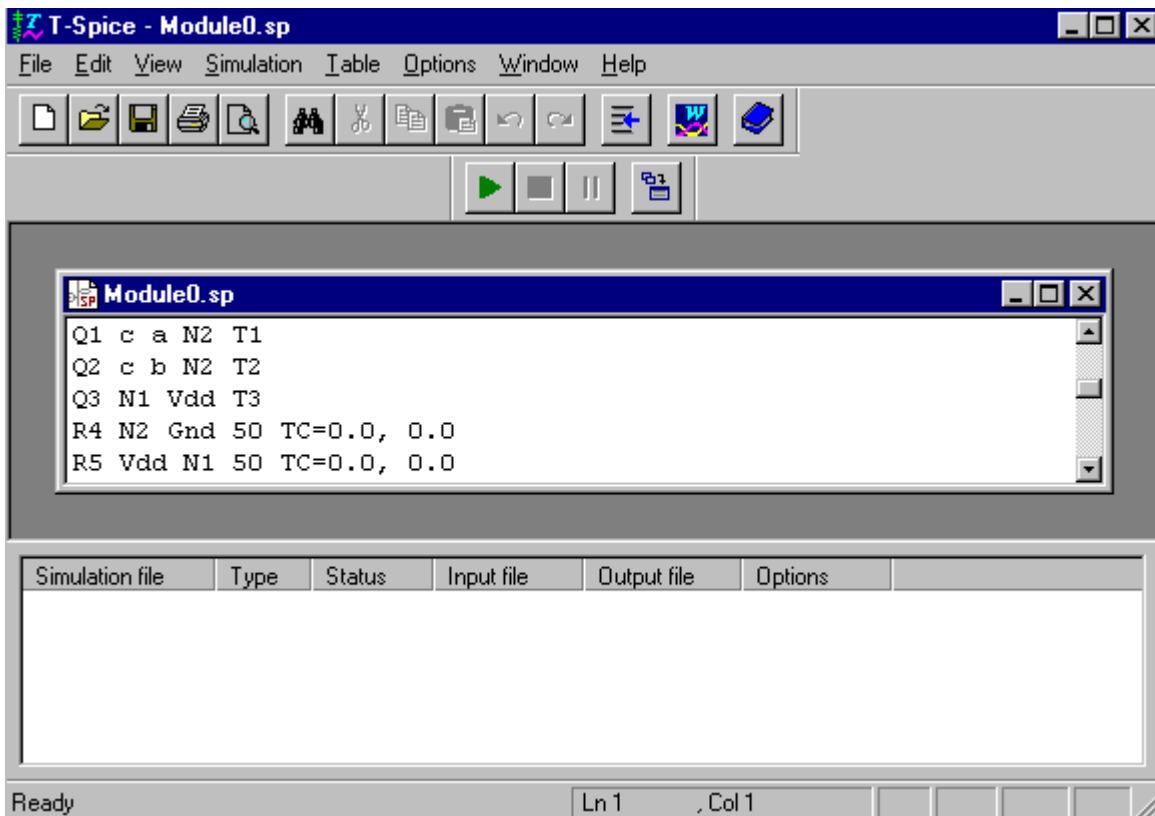 T-Spice - Module0.sp
File Edit View Simulation Table Options Window Help
W
Module0.sp
Q1 c a N2 T1
Q2 c b N2 T2
Q3 N1 Vdd T3
R4 N2 Gnd 50 TC=0.0, 0.0
R5 Vdd N1 50 TC=0.0, 0.0
Simulation file Type Status Input file Output file Options
Ready Ln 1 , Col 1